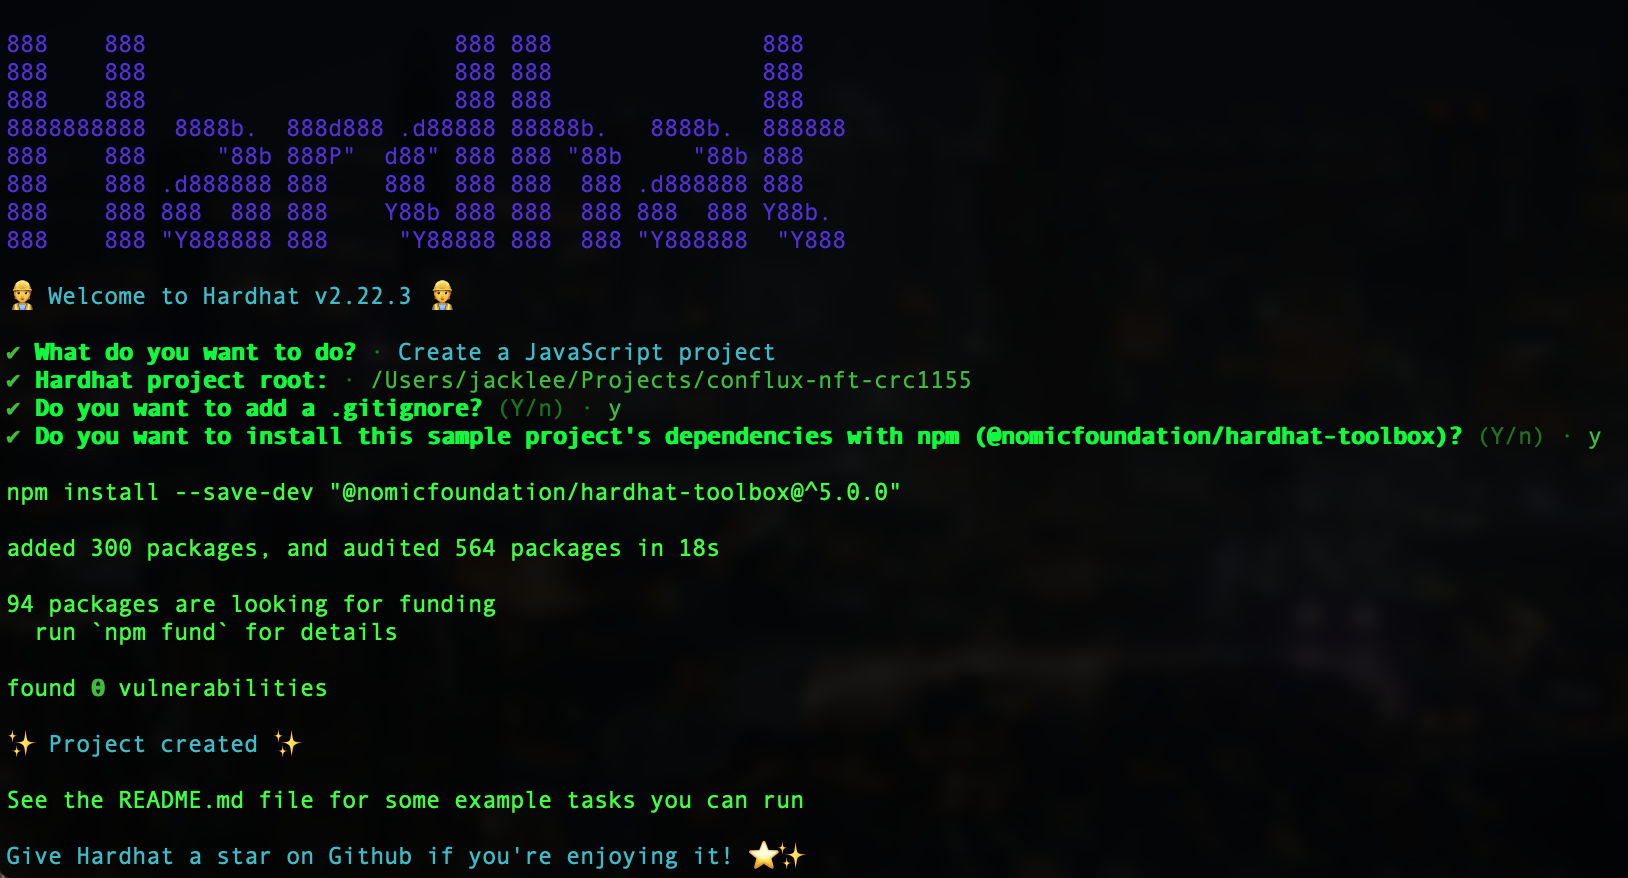 888    888                      888 888               888
888    888                      888 888               888
888    888                      888 888               888
8888888888  8888b.  888d888 .d88888 88888b.   8888b.  888888
888    888     "88b 888P"  d88" 888 888 "88b     "88b 888
888    888 .d888888 888    888  888 888  888 .d888888 888
888    888 888  888 888    Y88b 888 888  888 888  888 Y88b.
888    888 "Y888888 888     "Y88888 888  888 "Y888888  "Y888
👷 Welcome to Hardhat v2.22.3 👷
✔ What do you want to do? · Create a JavaScript project
✔ Hardhat project root: · /Users/jacklee/Projects/conflux-nft-crc1155
✔ Do you want to add a .gitignore? (Y/n) · y
✔ Do you want to install this sample project's dependencies with npm (@nomicfoundation/hardhat-toolbox)? (Y/n) · y
npm install --save-dev "@nomicfoundation/hardhat-toolbox@^5.0.0"
added 300 packages, and audited 564 packages in 18s
94 packages are looking for funding
  run `npm fund` for details
found 0 vulnerabilities
✨ Project created ✨
See the README.md file for some example tasks you can run
Give Hardhat a star on Github if you're enjoying it! ⭐✨